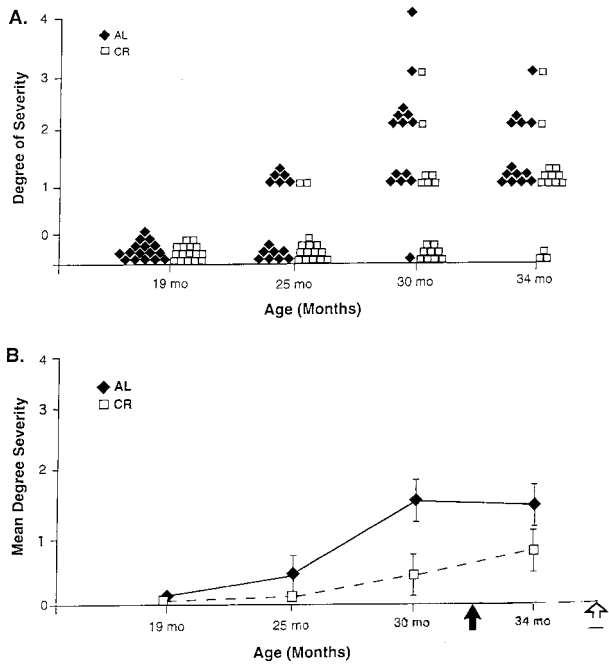 A.
Degree of Severity
4
3
2
1
0
AL
CR
19 mo
25 mo
30 mo
34 mo
Age (Months)
B.
Mean Degree Severity
4
3
2
1
0
AL
CR
19 mo
25 mo
30 mo
34 mo
Age (Months)